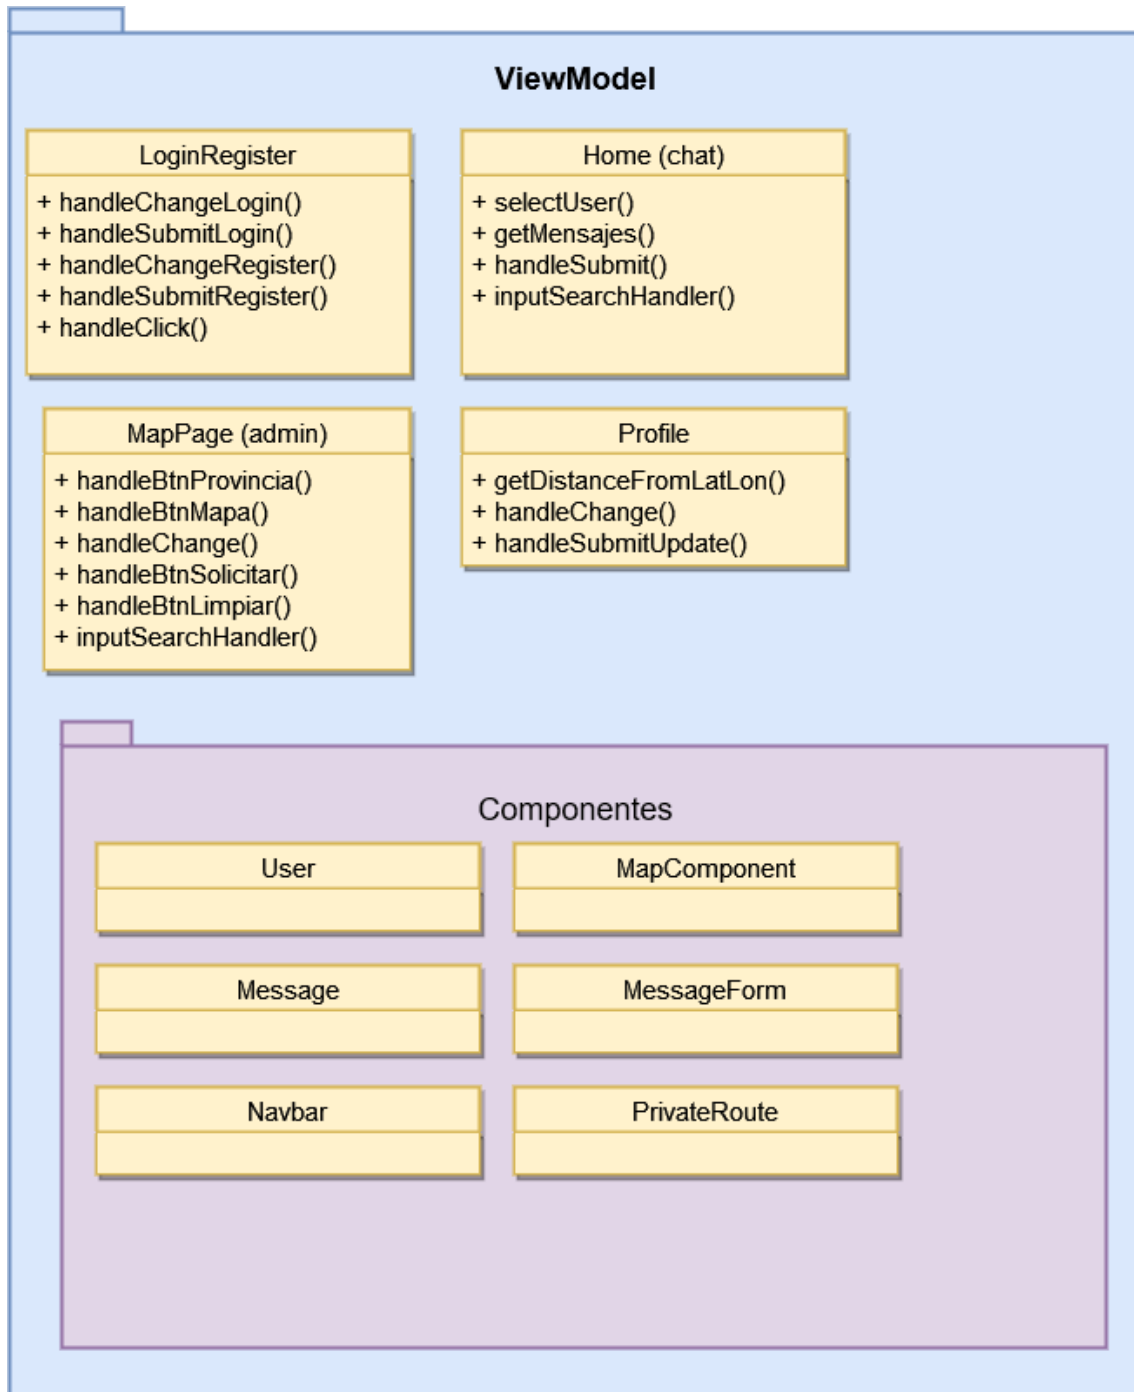 ViewModel
LoginRegister
+ handleChangeLogin()
+ handleSubmitLogin()
+ handleChangeRegister()
+ handleSubmitRegister()
+ handleClick()
Home (chat)
+ selectUser()
+ getMensajes()
+ handleSubmit()
+ inputSearchHandler()
MapPage (admin)
+ handleBtnProvincia()
+ handleBtnMapa()
+ handleChange()
+ handleBtnSolicitar()
+ handleBtnLimpiar()
+ inputSearchHandler()
Profile
+ getDistanceFromLatLon()
+ handleChange()
+ handleSubmitUpdate()
Componentes
User
MapComponent
Message
MessageForm
Navbar
PrivateRoute